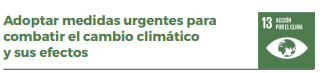 Adoptar medidas urgentes para
combatir el cambio climático
y sus efectos
13 ACCIÓN
POR EL CLIMA